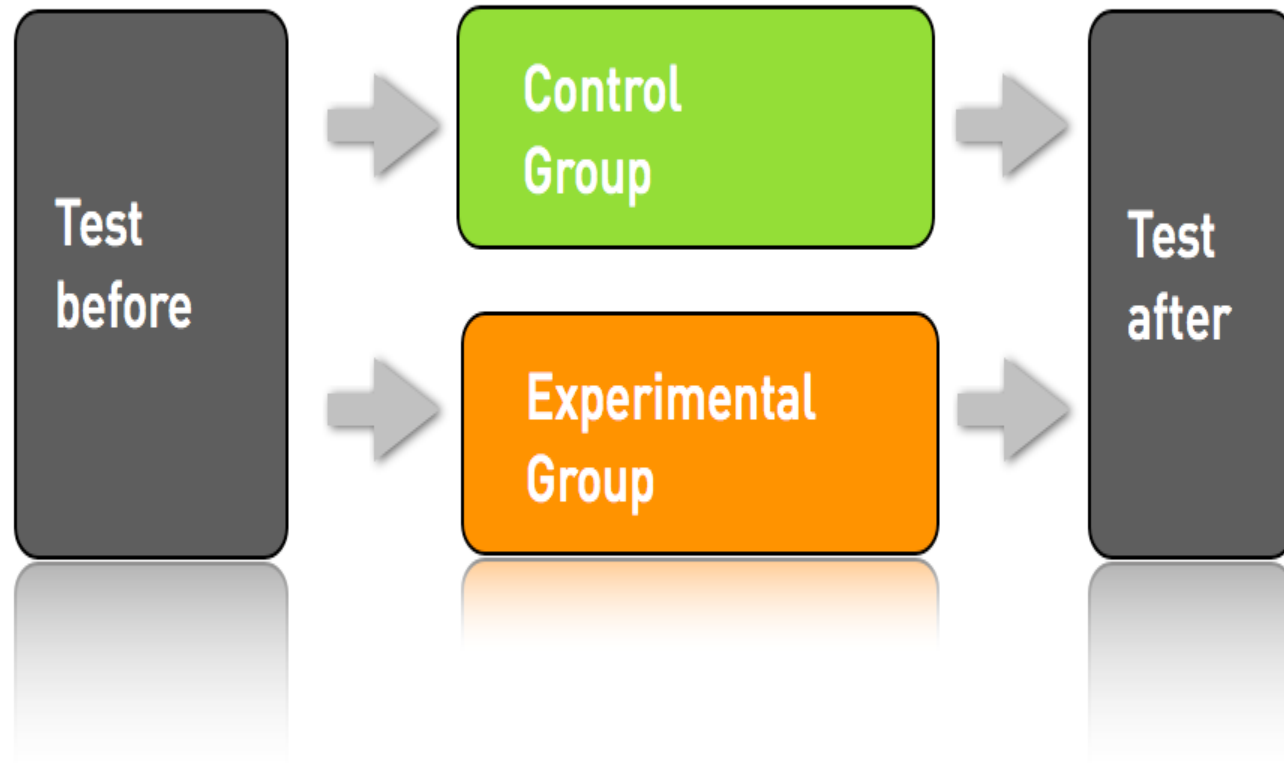 Test
before
Control
Group
Experimental
Group
Test
after